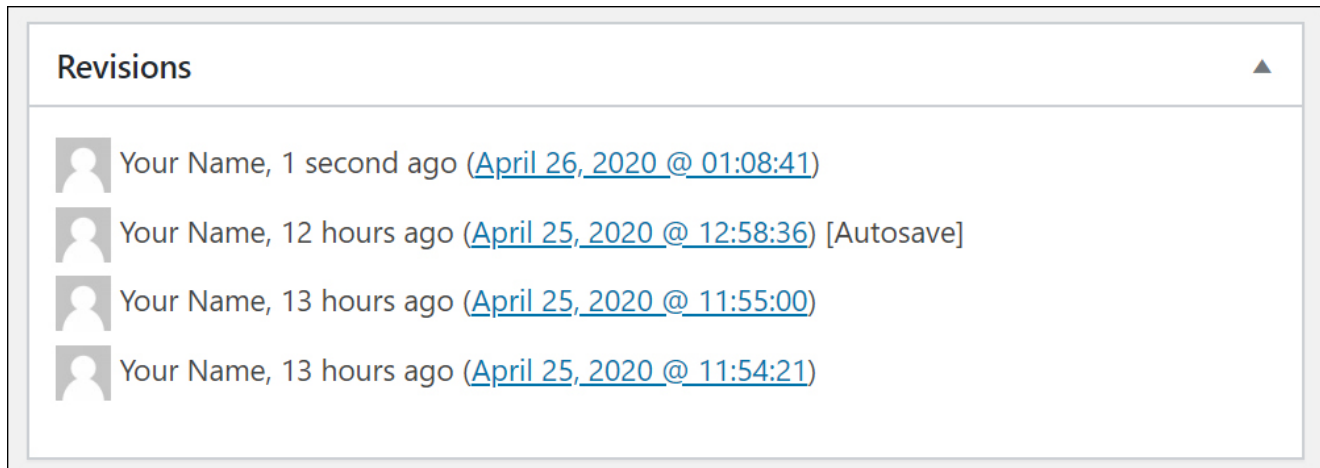 Revisions
Your Name, 1 second ago (April 26, 2020 @ 01:08:41)
Your Name, 12 hours ago (April 25, 2020 @ 12:58:36) [Autosave]
Your Name, 13 hours ago (April 25, 2020 @ 11:55:00)
Your Name, 13 hours ago (April 25, 2020 @ 11:54:21)